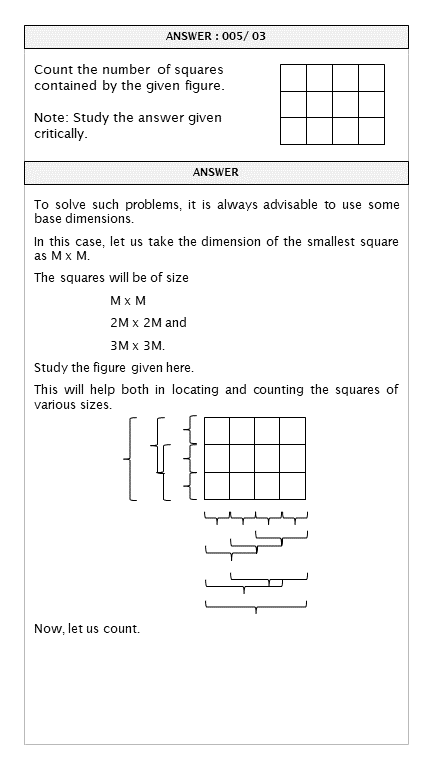 ANSWER : 005/ 03
Count the number of squares
contained by the given figure.
Note: Study the answer given
critically.
ANSWER
To solve such problems, it is always advisable to use some
base dimensions.
In this case, let us take the dimension of the smallest square
as M x M.
The squares will be of size
M x M
2M x 2M and
3M x 3M.
Study the figure given here.
This will help both in locating and counting the squares of
various sizes.
Now, let us count.